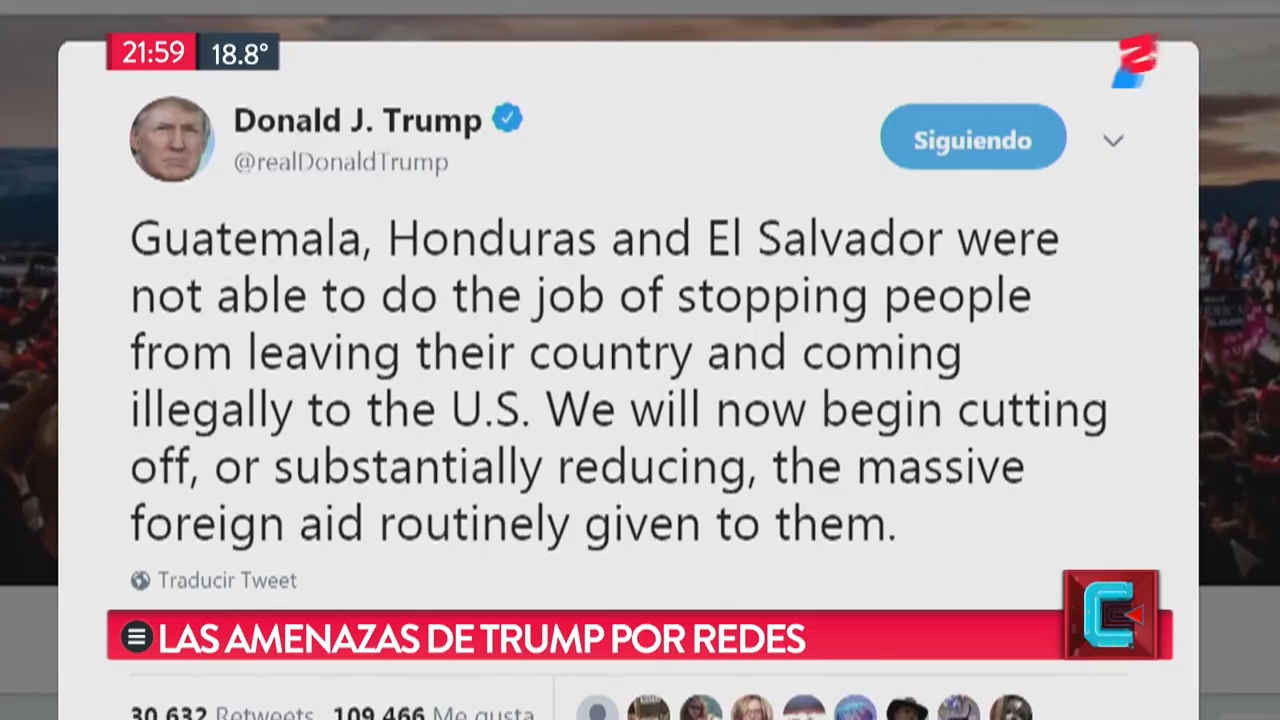 21:59 18.8°
Donald J. Trump
@realDonaldTrump
Siguiendo
Guatemala, Honduras and El Salvador were
not able to do the job of stopping people
from leaving their country and coming
illegally to the U.S. We will now begin cutting
off, or substantially reducing, the massive
foreign aid routinely given to them.
Traducir Tweet
LAS AMENAZAS DE TRUMP POR REDES
30.632 Retweets 109.466 Me gusta